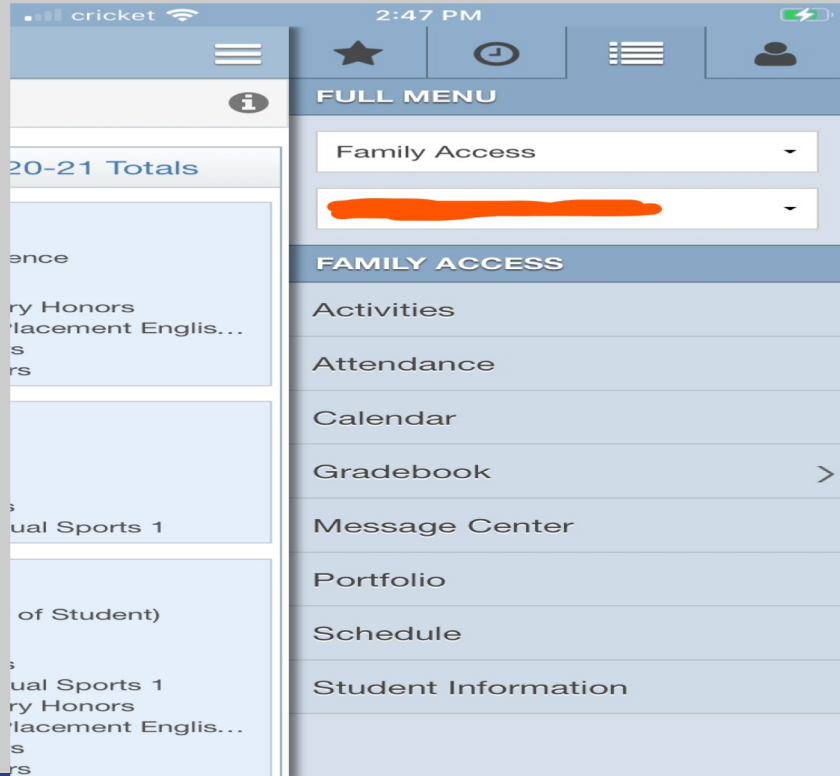 cricket 2:47 PM
FULL MENU
Family Access
20-21 Totals
FAMILY ACCESS
ence
Activities
ry Honors
lacement Englis...
s
rs
Attendance
Calendar
Gradebook
s
ual Sports 1
Message Center
Portfolio
of Student)
Schedule
s
ual Sports 1
Student Information
ry Honors
lacement Englis...
s
rs